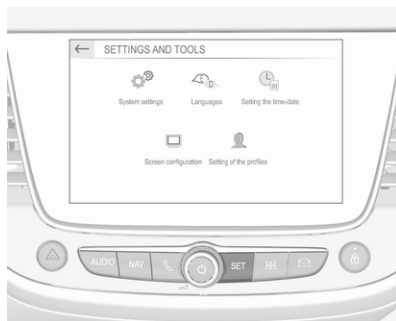 SETTINGS AND TOOLS
System settings
Languages
Setting the time-date
Screen configuration
Setting of the profiles
AUDIO
NAV
SET